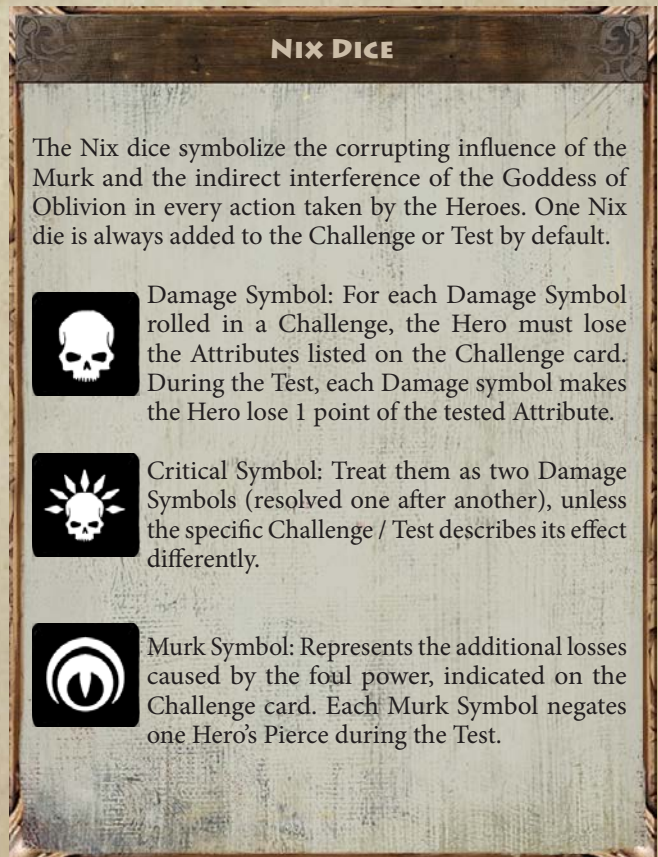 Nix Dice
The Nix dice symbolize the corrupting influence of the
Murk and the indirect interference of the Goddess of
Oblivion in every action taken by the Heroes. One Nix
die is always added to the Challenge or Test by default.
Damage Symbol: For each Damage Symbol
rolled in a Challenge, the Hero must lose
the Attributes listed on the Challenge card.
During the Test, each Damage symbol makes
the Hero lose 1 point of the tested Attribute.
Critical Symbol: Treat them as two Damage
Symbols (resolved one after another), unless
the specific Challenge / Test describes its effect
differently.
Murk Symbol: Represents the additional losses
caused by the foul power, indicated on the
Challenge card. Each Murk Symbol negates
one Hero’s Pierce during the Test.